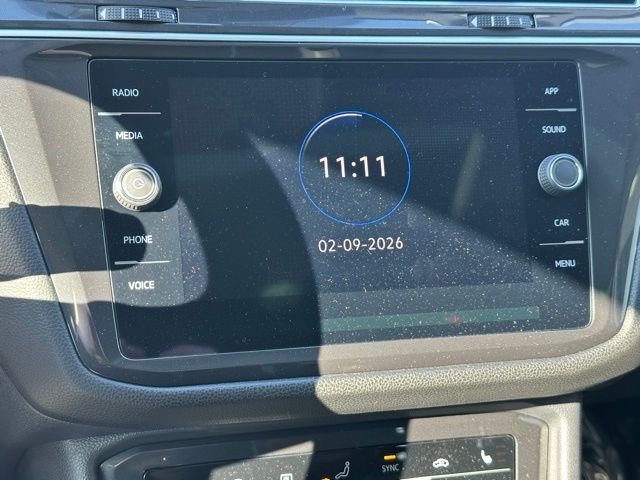 RADIO
MEDIA
PHONE
VOICE
11:11
02-09-2026
APP
SOUND
CAR
MENU
SYNC